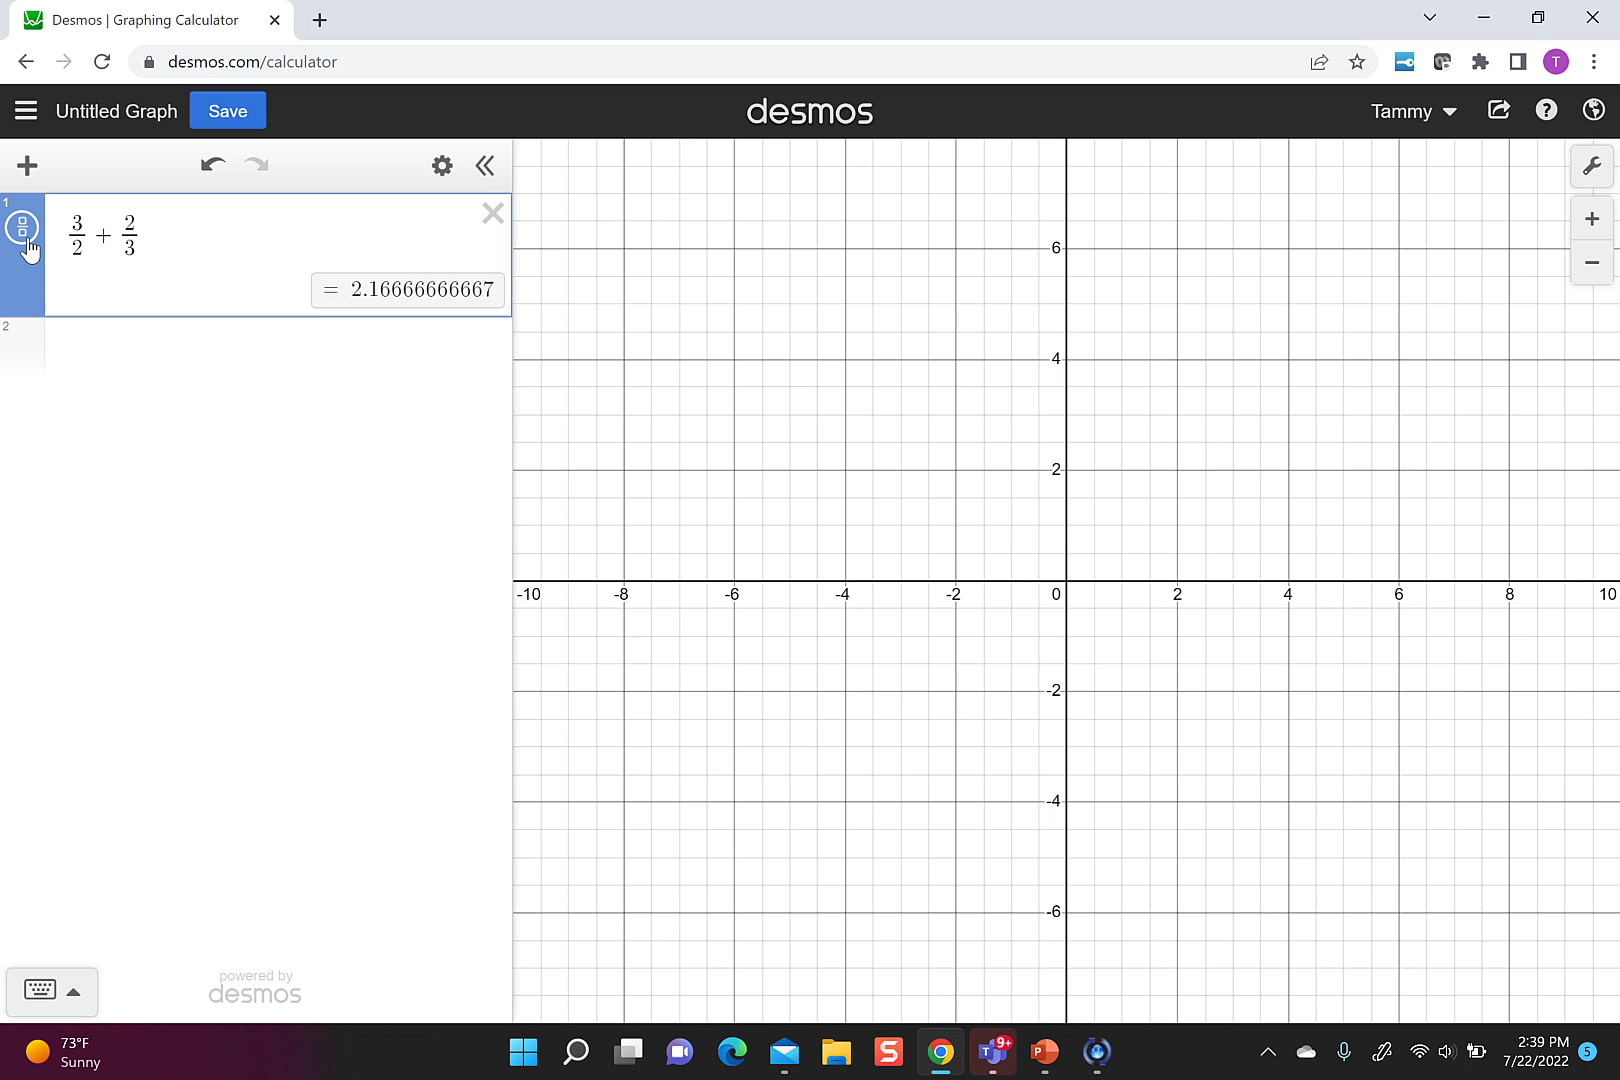 Desmos | Graphing Calculator
desmos.com/calculator
T
Untitled Graph
Save
desmos
Tammy
1
3/2 + 2/3
= 2.16666666667
2
6
4
2
-10 -8 -6 -4 -2 0 2 4 6 8 10
-2
-4
-6
powered by
desmos
73°F
Sunny
S
T
9+
P
2:39 PM
7/22/2022
5